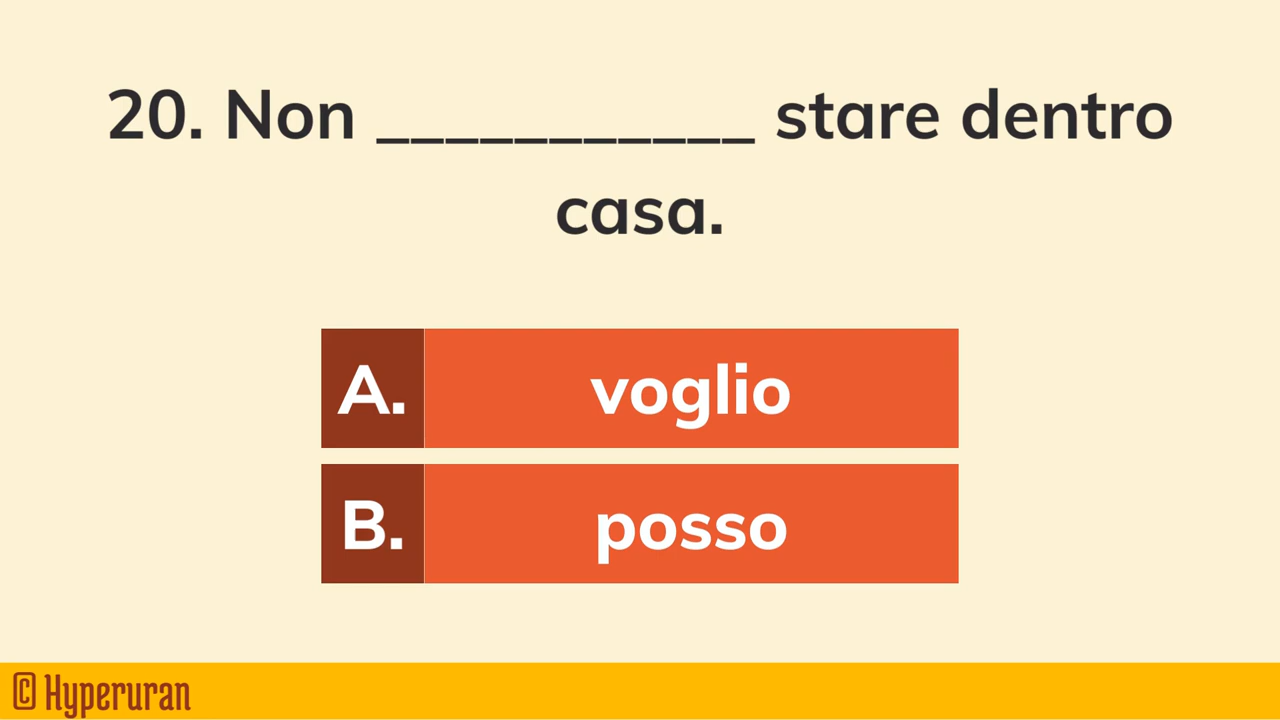 20. Non ___________ stare dentro
casa.
A. voglio
B. posso
© Hyperuran